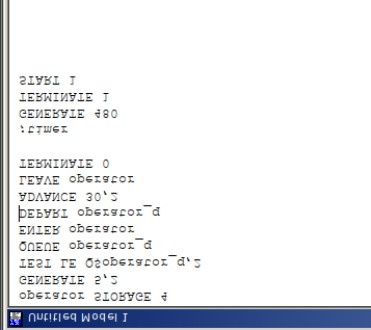 Untitled Model 1
operator STORAGE 4
GENERATE 5,2
TEST LE Q$operator_q,2
QUEUE operator_q
ENTER operator
DEPART operator_q
ADVANCE 30,2
LEAVE operator
TERMINATE 0
;timer
GENERATE 480
TERMINATE 1
START 1